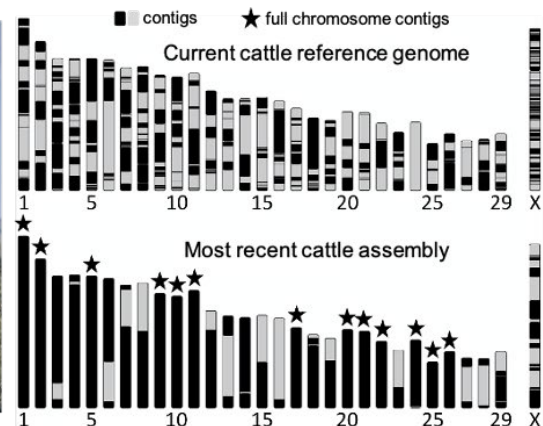 contigs ★ full chromosome contigs
Current cattle reference genome
1 5 10 15 20 25 29 X
Most recent cattle assembly
1 5 10 15 20 25 29 X